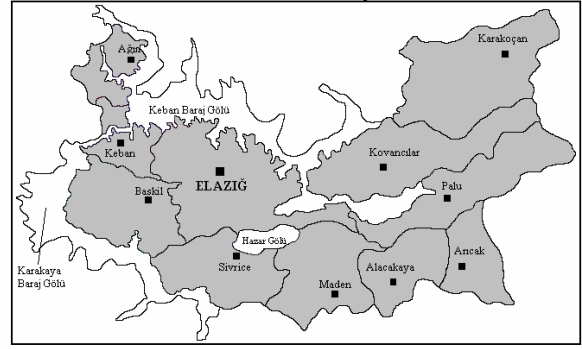 Ağın
Karakoçan
Keban Baraj Gölü
Keban
Kovancılar
ELAZIĞ
Palu
Baskil
Hazar Gölü
Arıcak
Sivrice
Alacakaya
Maden
Karakaya
Baraj Gölü